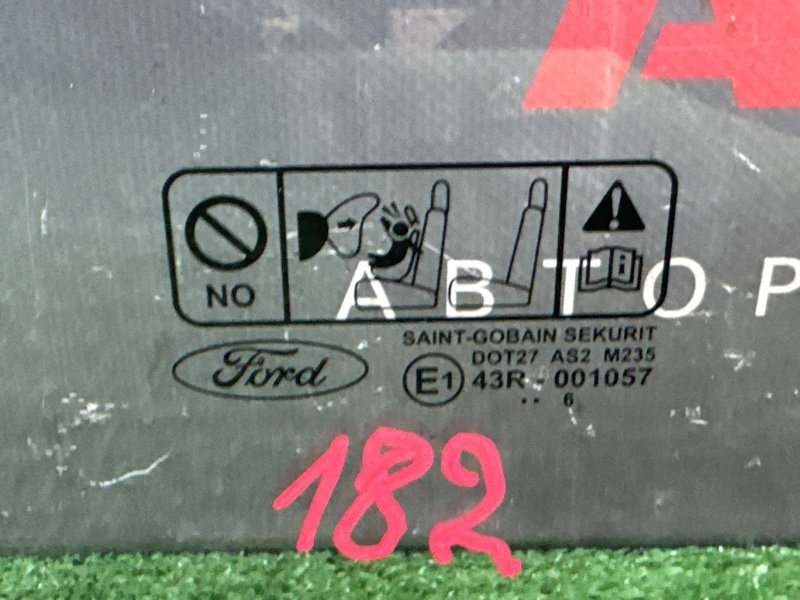 NO
АВТОР
Ford
SAINT-GOBAIN SEKURIT
DOT27 AS2 M235
E1 43R - 001057
.. 6
182